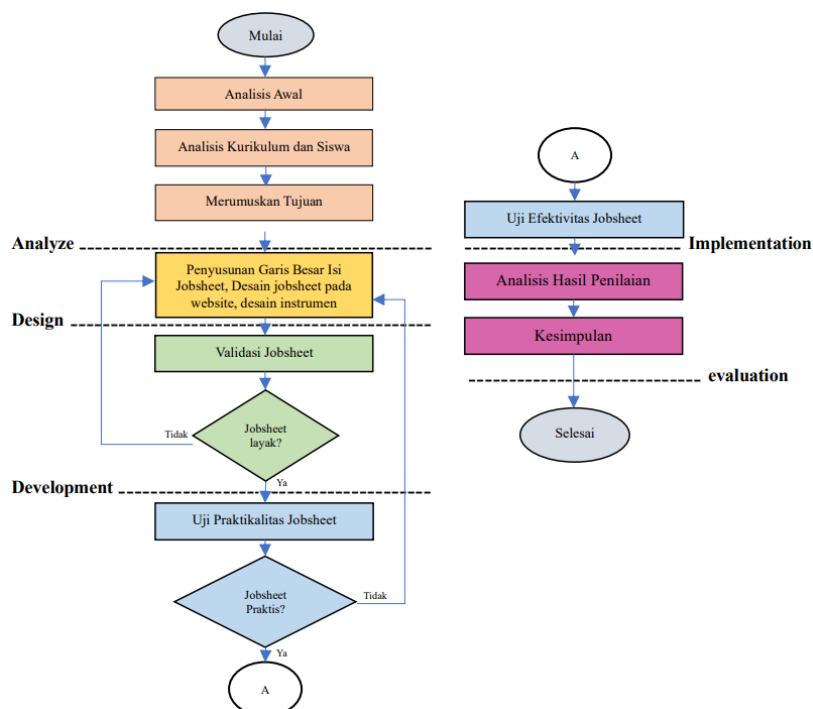 Mulai
Analisis Awal
Analisis Kurikulum dan Siswa
Merumuskan Tujuan
Analyze
Penyusunan Garis Besar Isi
Jobsheet, Desain jobsheet pada
website, desain instrumen
Design
Validasi Jobsheet
Jobsheet
layak?
Tidak
Ya
Development
Uji Praktikalitas Jobsheet
Jobsheet
Praktis?
Tidak
Ya
A
A
Uji Efektivitas Jobsheet
Implementation
Analisis Hasil Penilaian
Kesimpulan
evaluation
Selesai